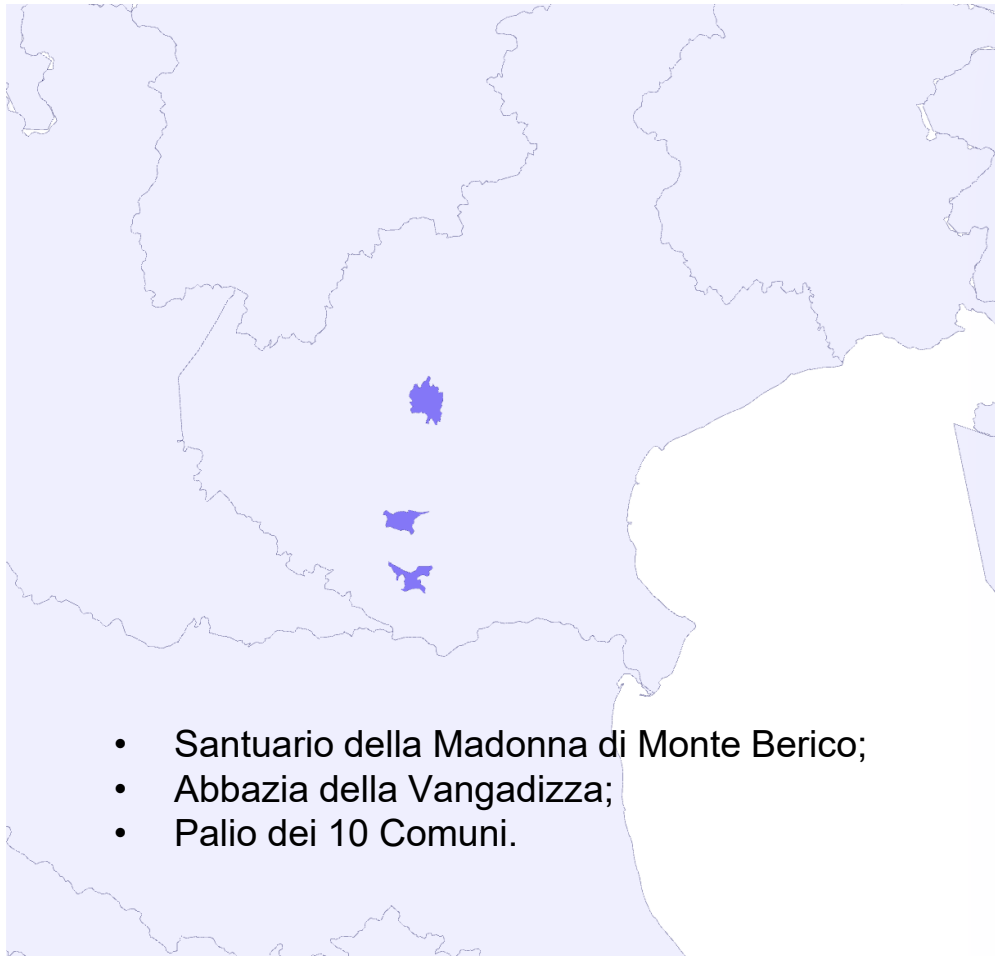 • Santuario della Madonna di Monte Berico;
• Abbazia della Vangadizza;
• Palio dei 10 Comuni.